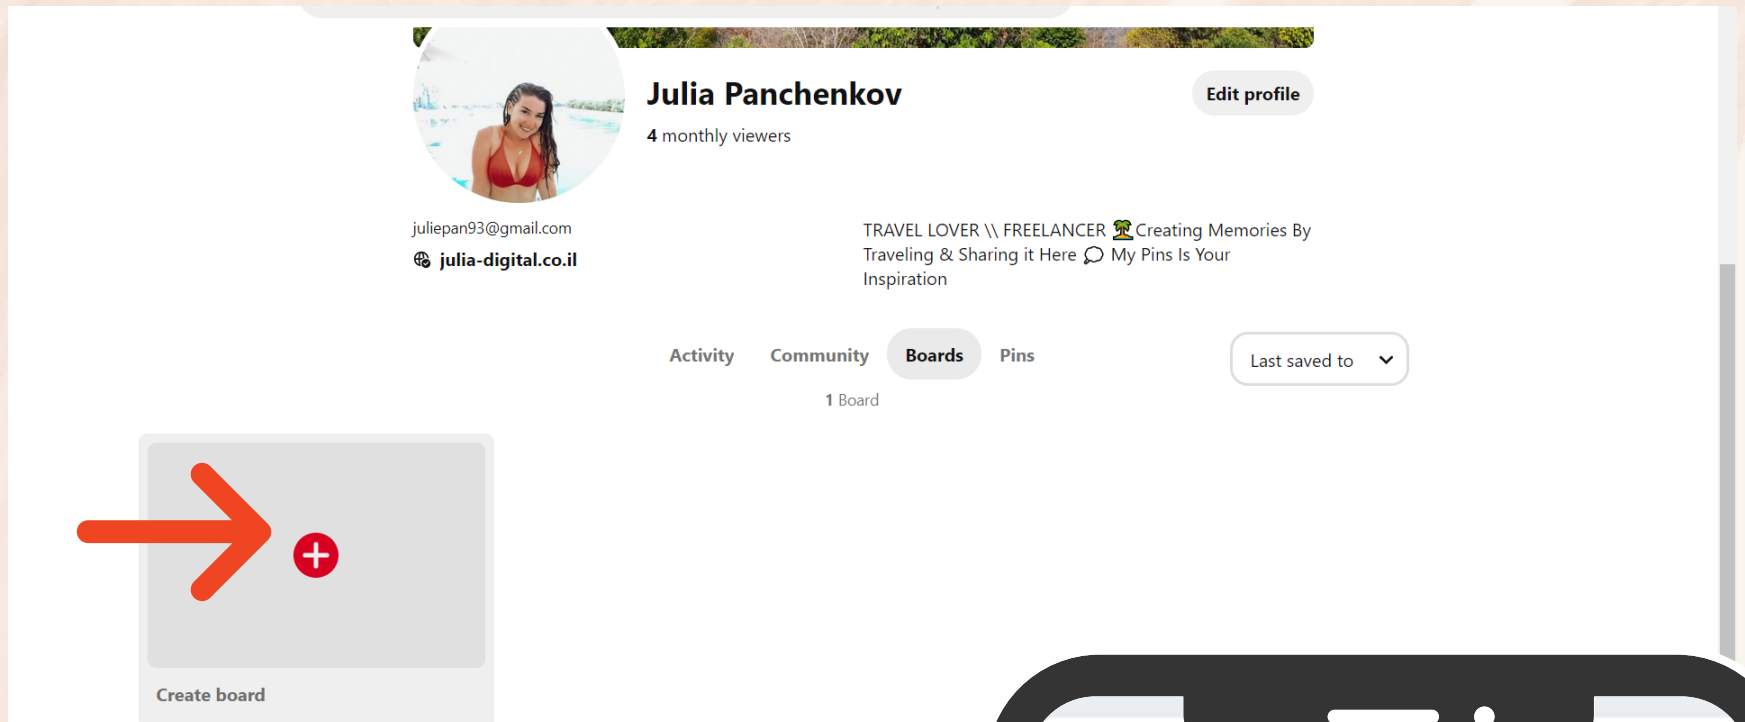 Julia Panchenkov
Edit profile
4 monthly viewers
juliepan93@gmail.com
julia-digital.co.il
TRAVEL LOVER \\ FREELANCER 🏝Creating Memories By
Traveling & Sharing it Here 💭 My Pins Is Your
Inspiration
Activity Community Boards Pins
Last saved to
1 Board
Create board